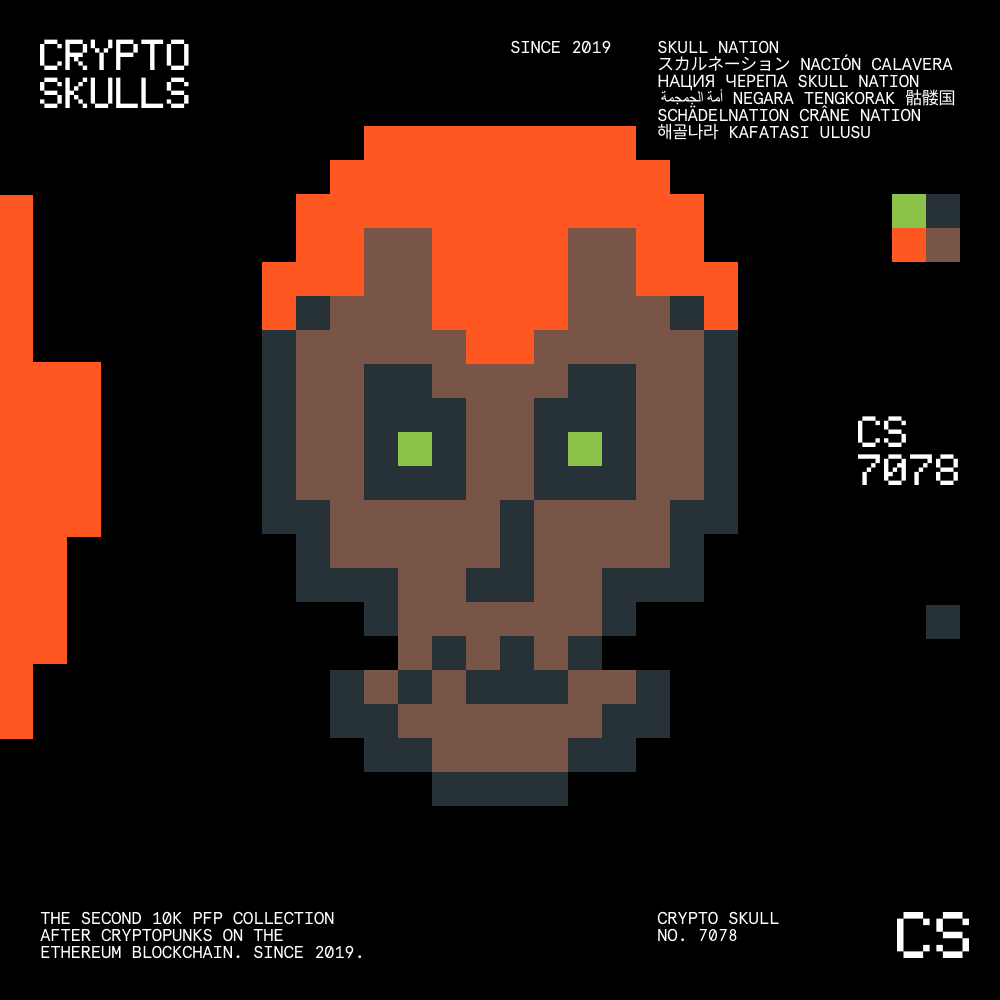 CRYPTO
SKULLS
SINCE 2019
SKULL NATION
スカルネーション NACIÓN CALAVERA
НАЦИЯ ЧЕРЕПА SKULL NATION
أمة الجمجمة NEGARA TENGKORAK 骷髅国
SCHÄDELNATION CRÂNE NATION
해골나라 KAFATASI ULUSU
CS
7078
THE SECOND 10K PFP COLLECTION
AFTER CRYPTOPUNKS ON THE
ETHEREUM BLOCKCHAIN. SINCE 2019.
CRYPTO SKULL
NO. 7078
CS